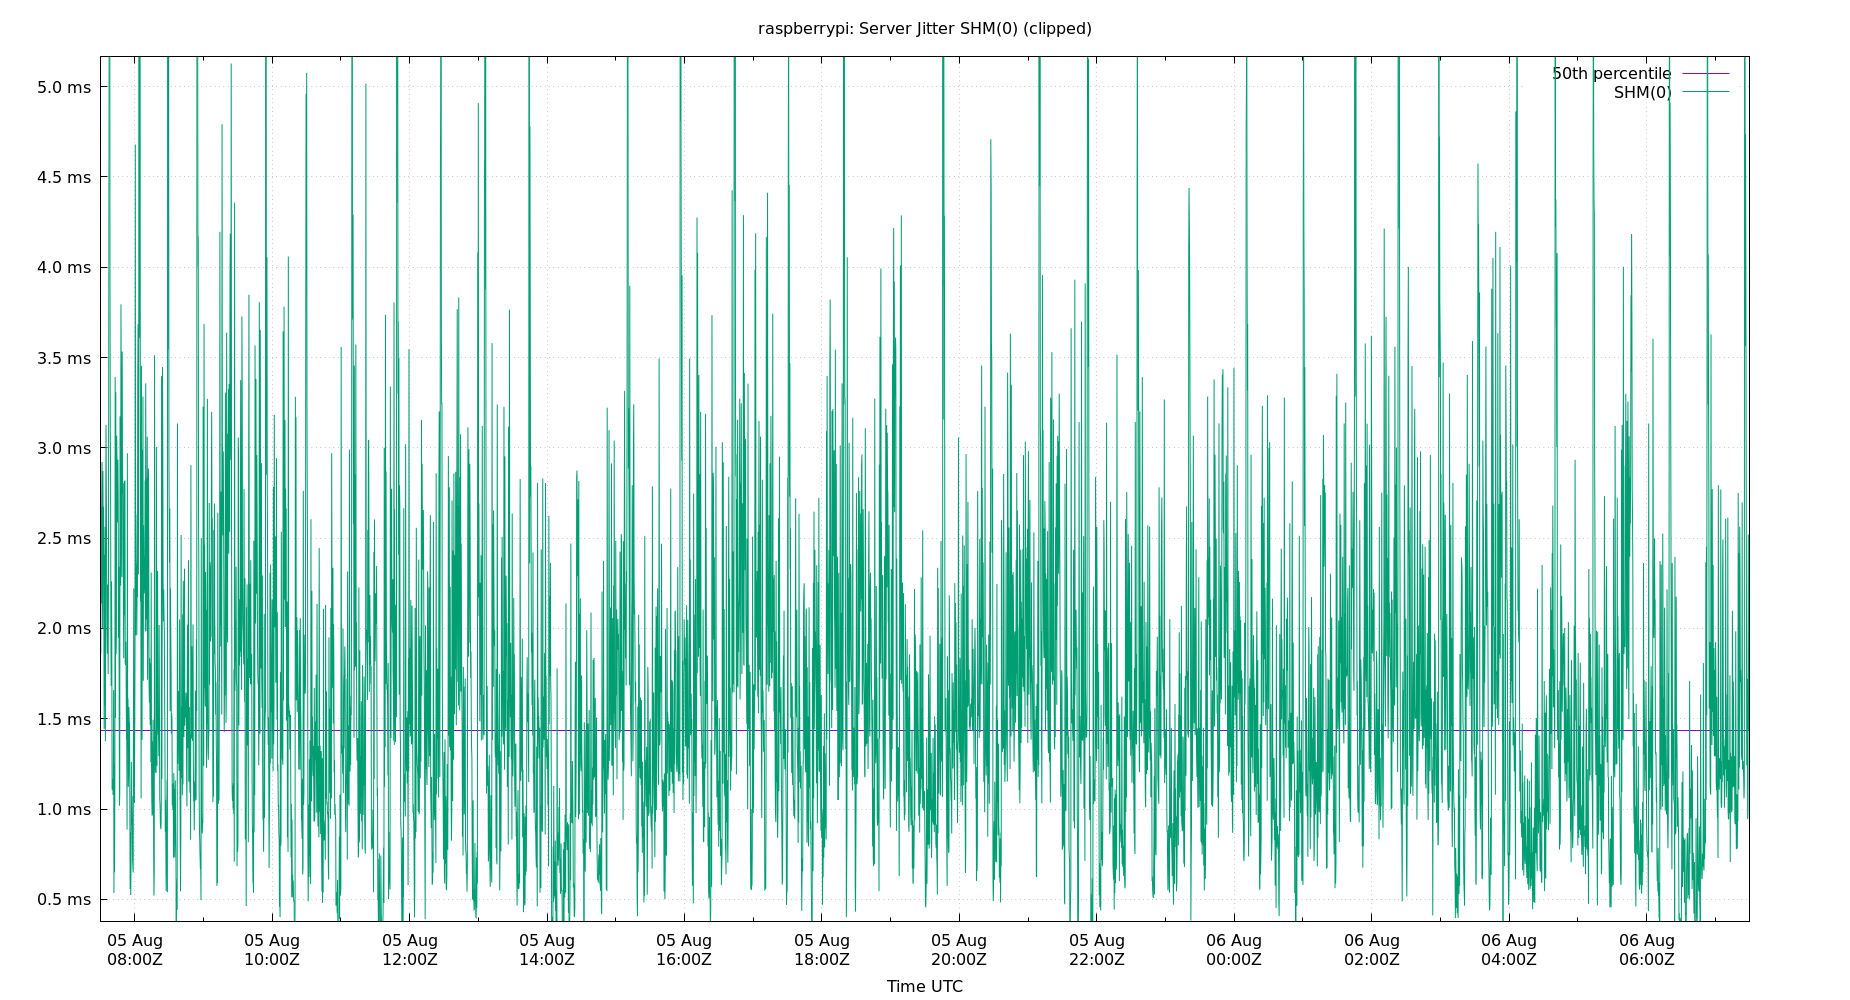 raspberrypi: Server Jitter SHM(0) (clipped)
50th percentile
SHM(0)
5.0 ms
4.5 ms
4.0 ms
3.5 ms
3.0 ms
2.5 ms
2.0 ms
1.5 ms
1.0 ms
0.5 ms
05 Aug 05 Aug 05 Aug 05 Aug 05 Aug 05 Aug 05 Aug 05 Aug 06 Aug 06 Aug 06 Aug 06 Aug
08:00Z 10:00Z 12:00Z 14:00Z 16:00Z 18:00Z 20:00Z 22:00Z 00:00Z 02:00Z 04:00Z 06:00Z
Time UTC